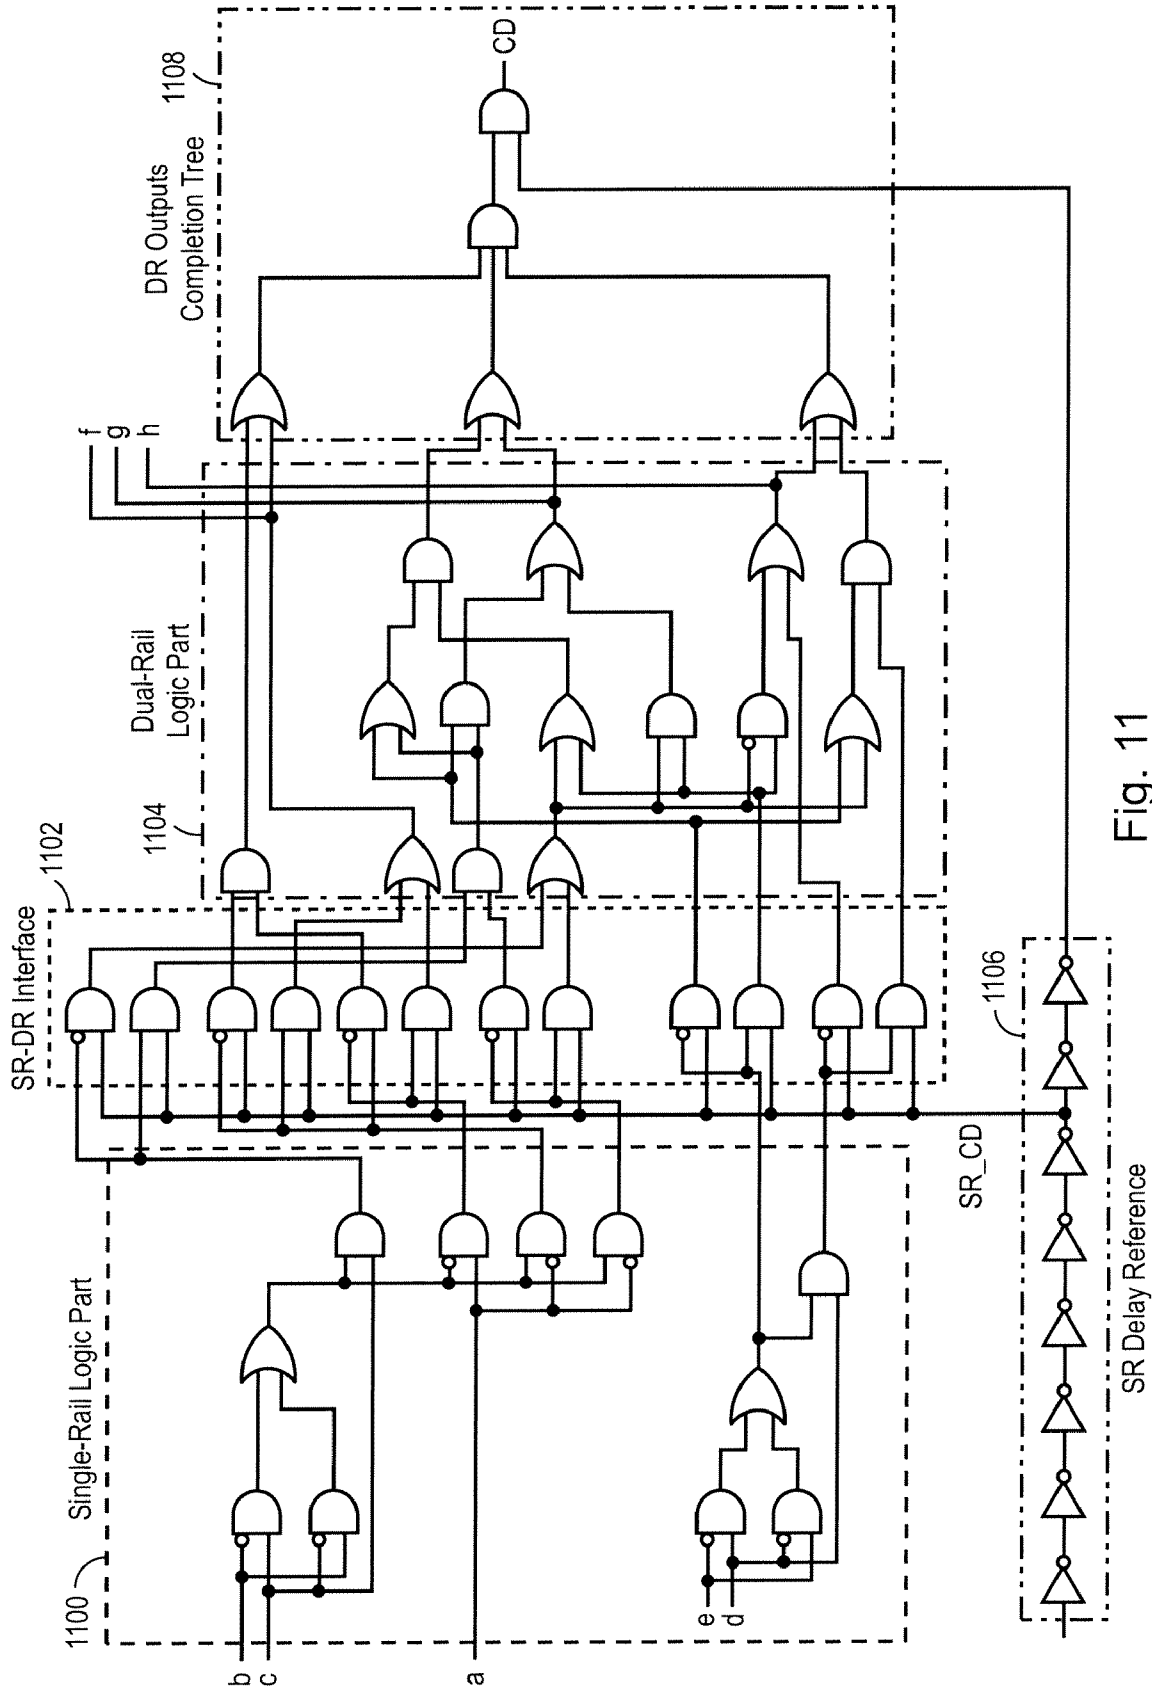 1108
DR Outputs
Completion Tree
CD
f
g
h
Dual-Rail
Logic Part
1104
SR-DR Interface
1102
Single-Rail Logic Part
1100
b
c
a
e
d
SR_CD
1106
SR Delay Reference
Fig. 11